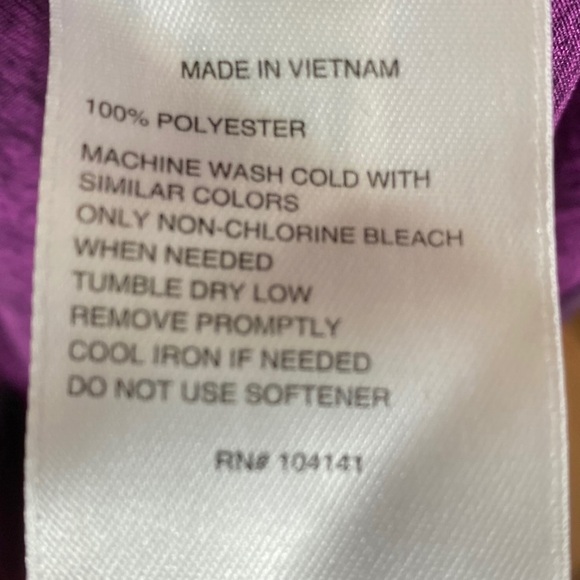 MADE IN VIETNAM
100% POLYESTER
MACHINE WASH COLD WITH
SIMILAR COLORS
ONLY NON-CHLORINE BLEACH
WHEN NEEDED
TUMBLE DRY LOW
REMOVE PROMPTLY
COOL IRON IF NEEDED
DO NOT USE SOFTENER
RN# 104141